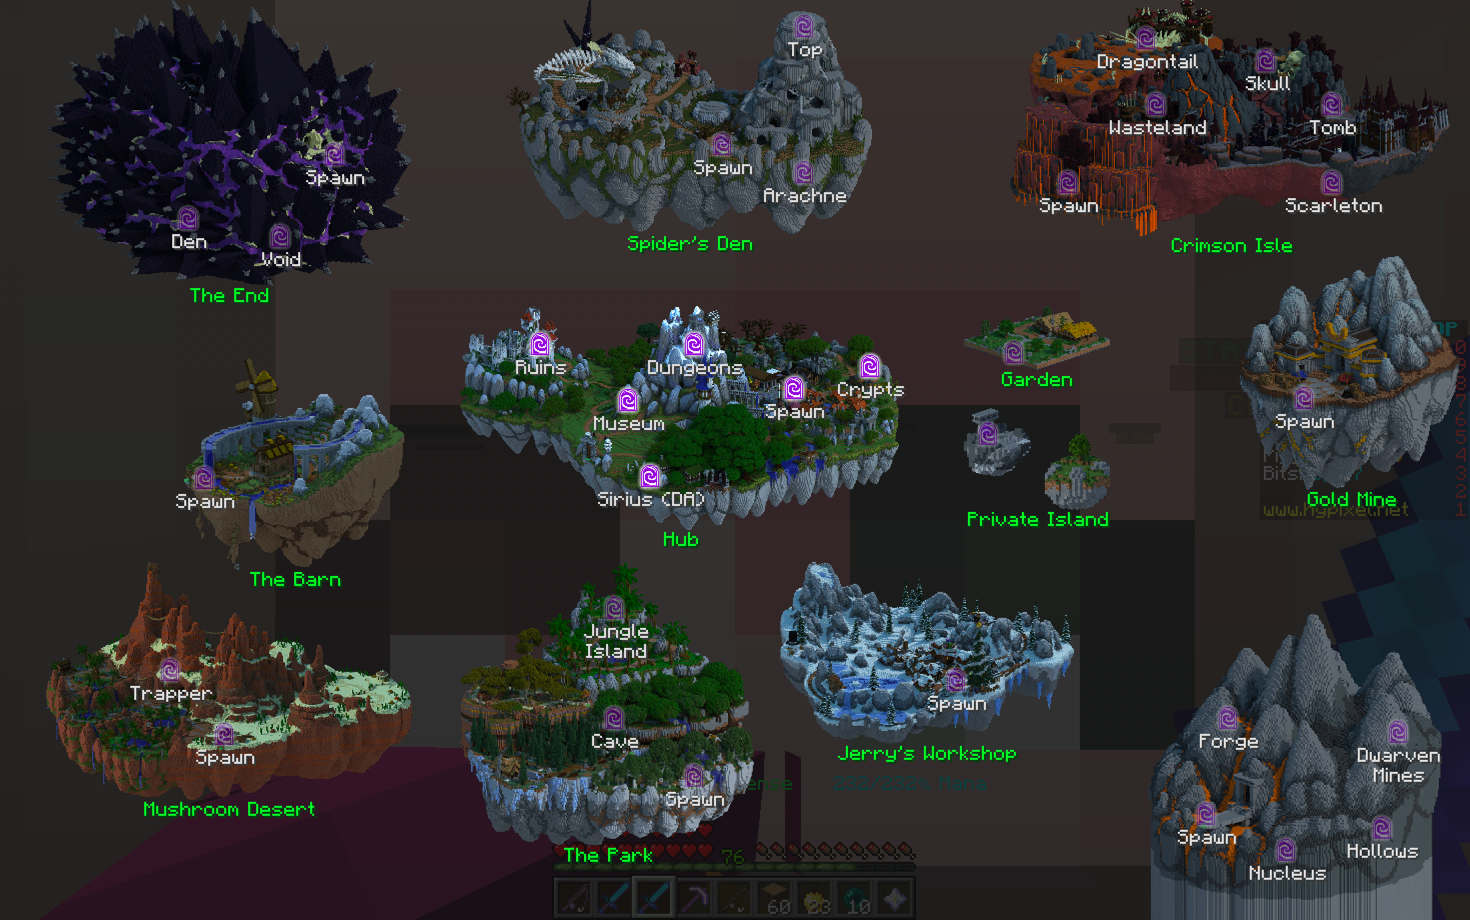 Top
Dragontail
Skull
Wasteland
Tomb
Spawn
Spawn
Arachne
Spawn
Scarleton
Den
Void
Spider's Den
Crimson Isle
The End
Ruins
Dungeons
Garden
Crypts
Spawn
Museum
Spawn
Bits
Spawn
Sirius (DA)
Gold Mine
www.hypixel.net
Private Island
Hub
The Barn
Jungle
Island
Trapper
Spawn
Cave
Forge
Spawn
Jerry's Workshop
Dwarven
Mines
Mushroom Desert
Spawn
Spawn
The Park
76
Hollows
Nucleus
60
23
10